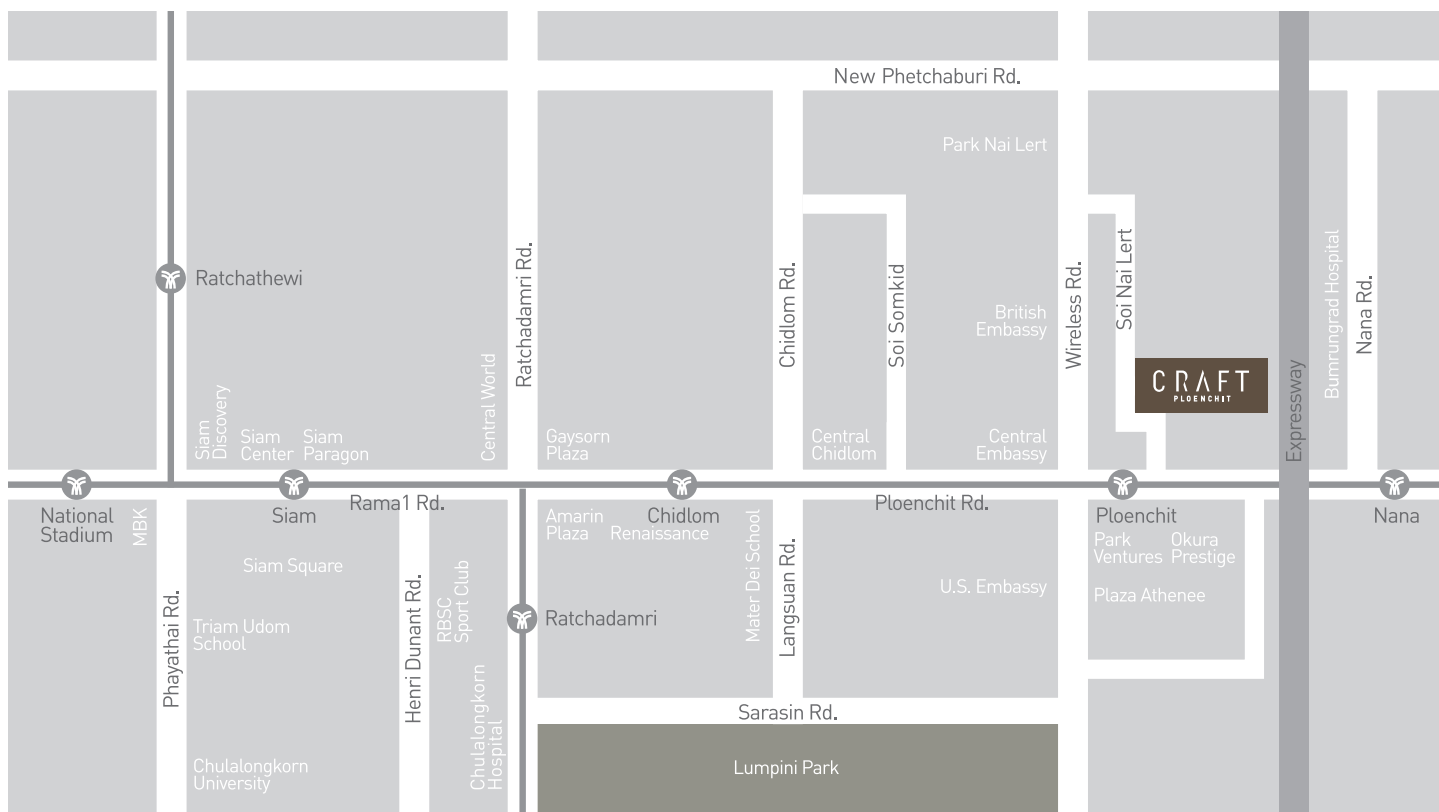 New Phetchaburi Rd.
Park Nai Lert
Ratchathewi
Ratchadamri Rd.
Chidlom Rd.
Soi Somkid
British
Embassy
Wireless Rd.
Soi Nai Lert
Bumrungrad Hospital
Nana Rd.
CRAFT
PLOENCHIT
Expressway
Siam
Discovery
Siam
Center
Siam
Paragon
Central World
Gaysorn
Plaza
Central
Chidlom
Central
Embassy
Rama1 Rd.
Ploenchit Rd.
National
Stadium
MBK
Siam
Amarin
Plaza
Renaissance
Chidlom
Mater Dei School
Langsuan Rd.
Ploenchit
Nana
Park
Ventures
Okura
Prestige
Siam Square
U.S. Embassy
Plaza Athenee
Phayathai Rd.
Triam Udom
School
Henri Dunant Rd.
RBSC
Sport Club
Ratchadamri
Chulalongkorn
Hospital
Sarasin Rd.
Chulalongkorn
University
Lumpini Park